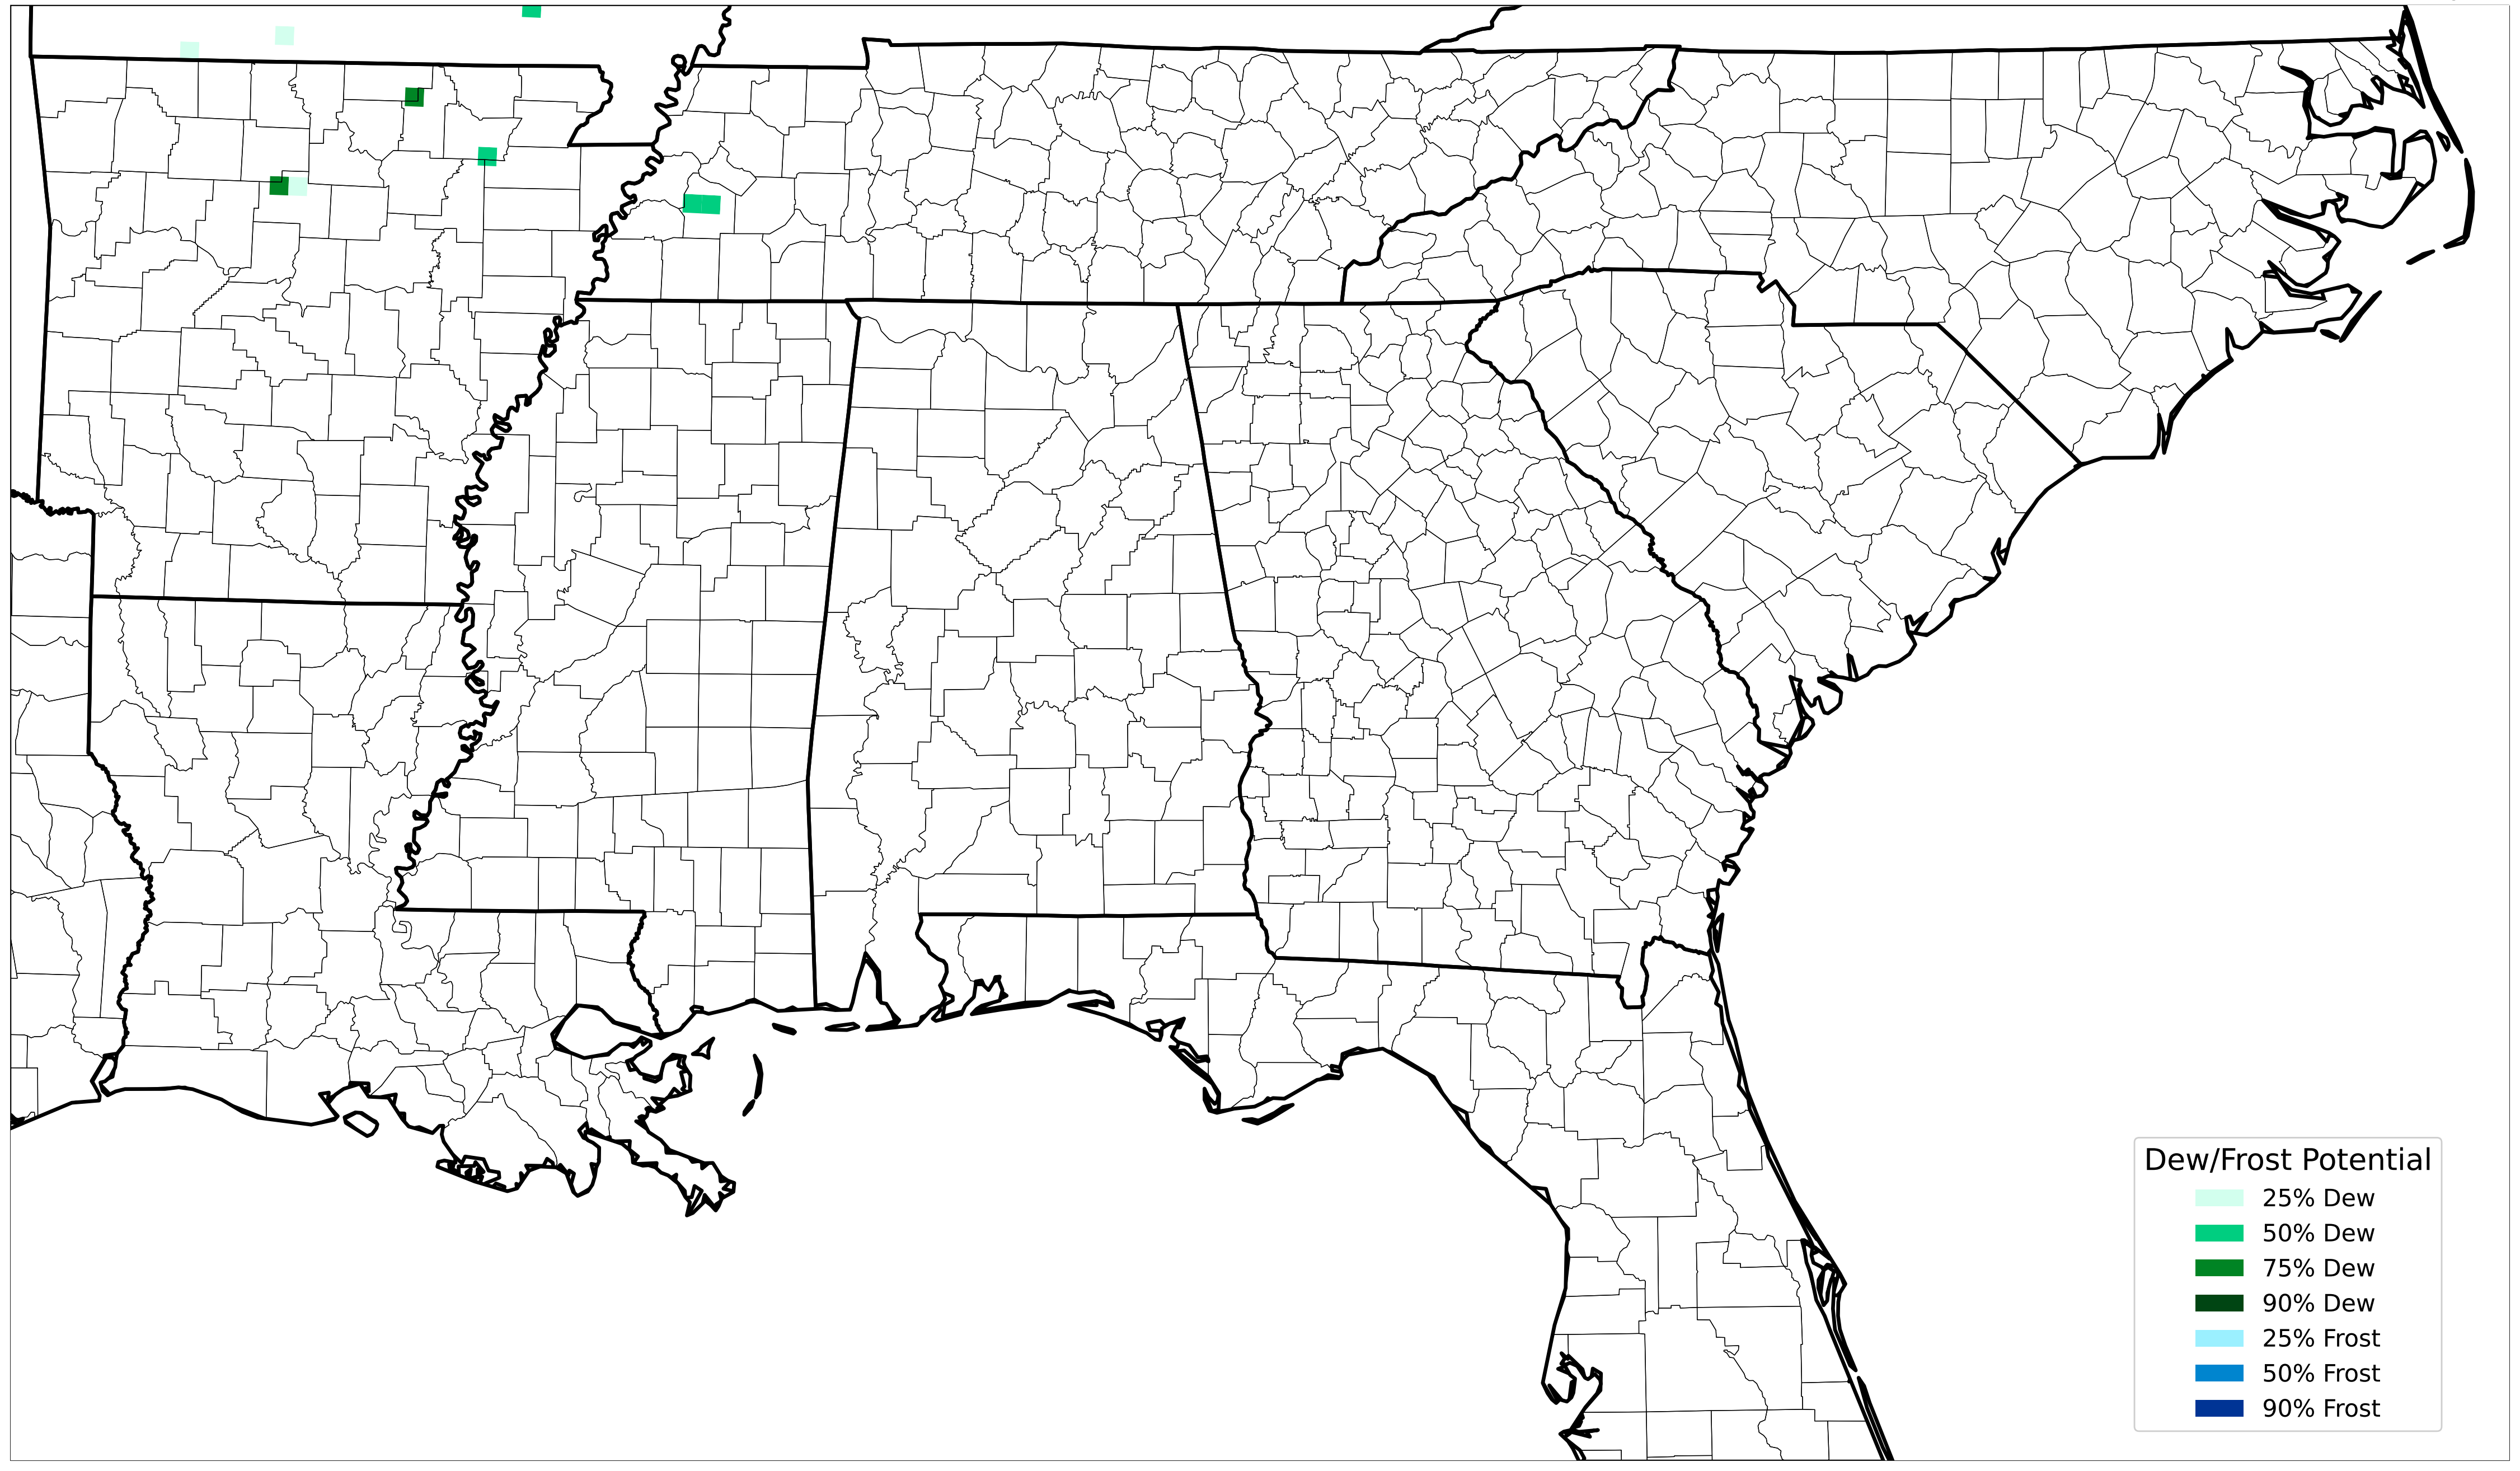 Dew/Frost Potential
25% Dew
50% Dew
75% Dew
90% Dew
25% Frost
50% Frost
90% Frost